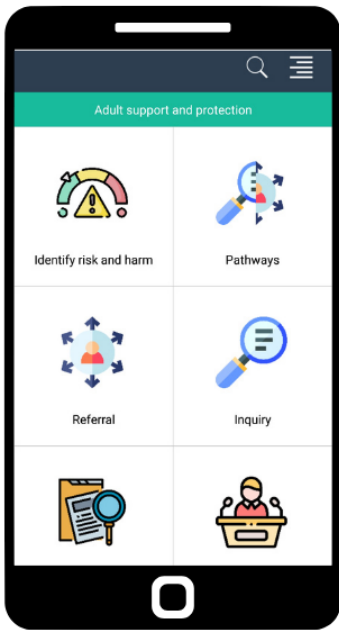 Adult support and protection
Identify risk and harm
Pathways
Referral
Inquiry